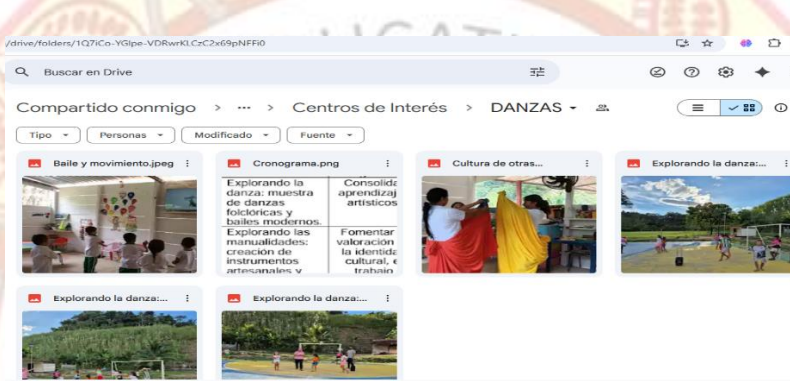 /drive/folders/1Q7iCo-YGlpe-VDRwrKLCzC2x69pNFFi0
Buscar en Drive
Compartido conmigo > ... > Centros de Interés > DANZAS
Tipo Personas Modificado Fuente
Baile y movimiento.jpeg
Cronograma.png
Cultura de otras...
Explorando la danza:...
Explorando la
danza: muestra
de danzas
folclóricas y
bailes modernos.
Explorando las
manualidades:
creación de
instrumentos
artesanales y
Consolida
aprendizaj
artísticos
Fomentar
valoración
la identida
cultural, e
trabajo
Explorando la danza:...
Explorando la danza:...